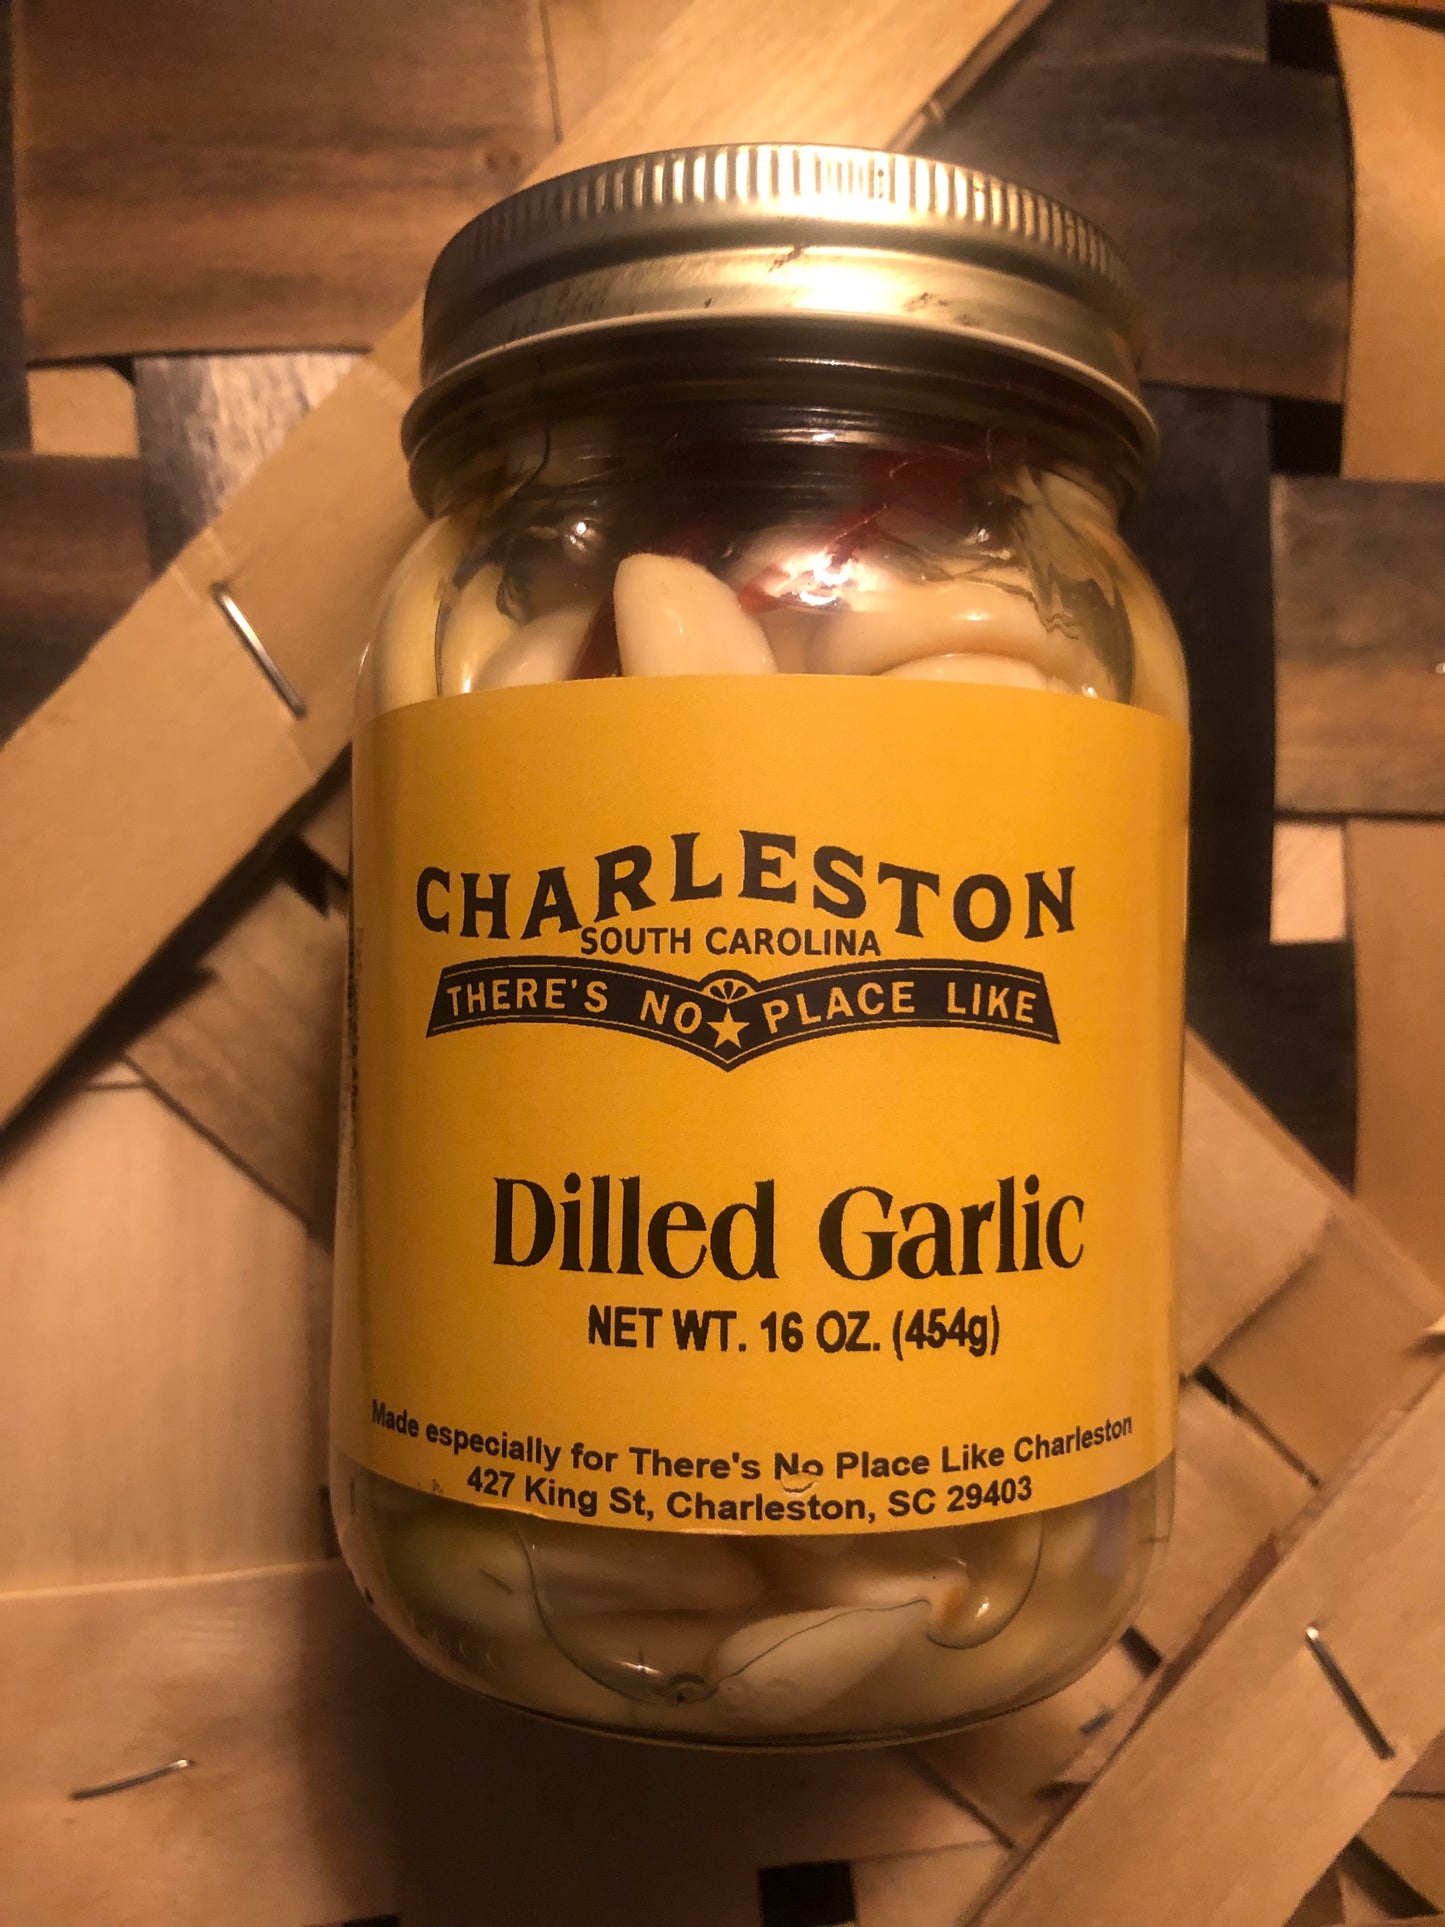 CHARLESTON
SOUTH CAROLINA
THERE'S NO PLACE LIKE
Dilled Garlic
NET WT. 16 OZ. (454g)
Made especially for There's No Place Like Charleston
427 King St, Charleston, SC 29403